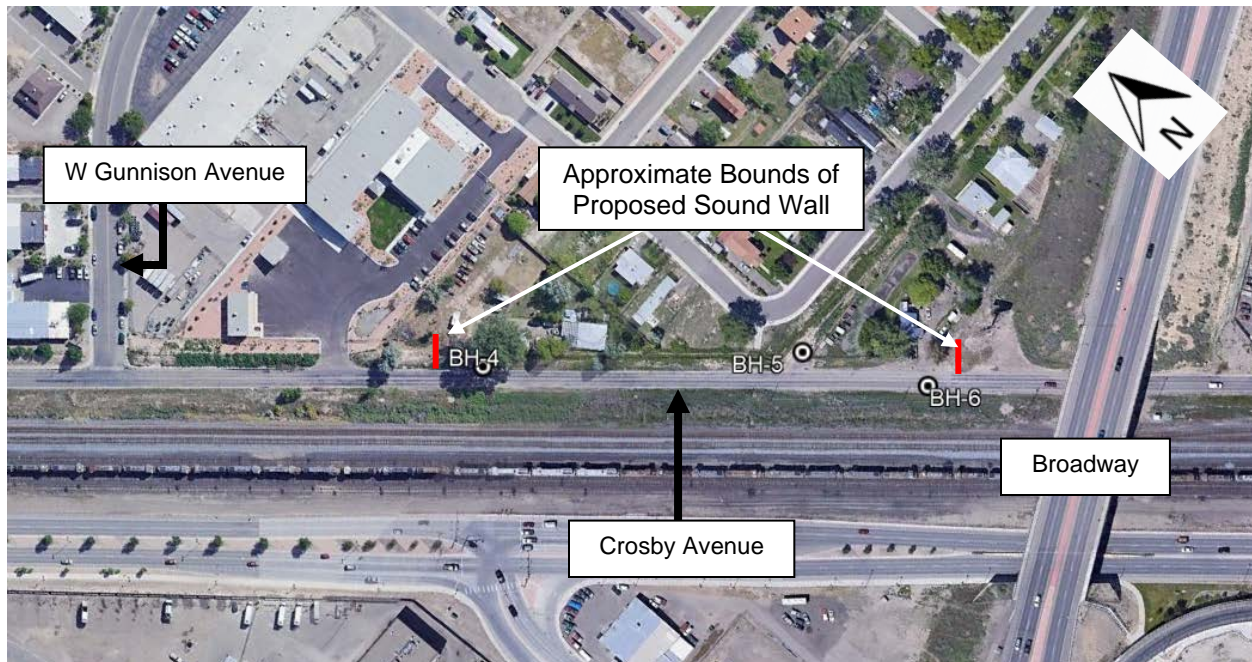 W Gunnison Avenue
Approximate Bounds of
Proposed Sound Wall
N
BH-4
BH-5
BH-6
Broadway
Crosby Avenue